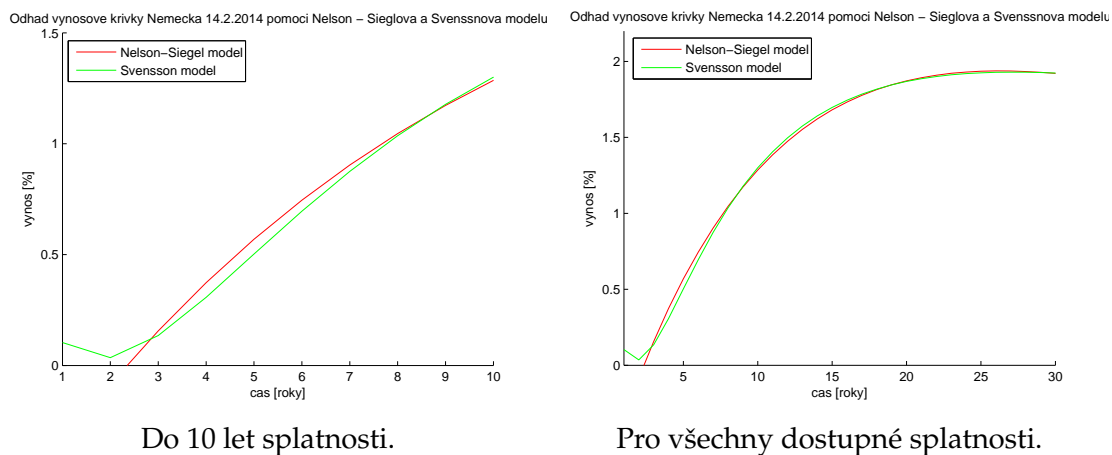 Odhad vynosove krivky Nemecka 14.2.2014 pomoci Nelson − Sieglova a Svenssnova modelu
1.5
1
0.5
0
vynos [%]
Nelson−Siegel model
Svensson model
1 2 3 4 5 6 7 8 9 10
cas [roky]
Do 10 let splatnosti.
Odhad vynosove krivky Nemecka 14.2.2014 pomoci Nelson − Sieglova a Svenssnova modelu
2
1.5
1
0.5
0
vynos [%]
Nelson−Siegel model
Svensson model
5 10 15 20 25 30
cas [roky]
Pro všechny dostupné splatnosti.